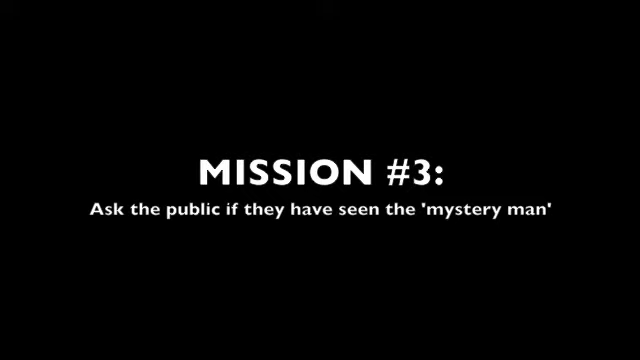 MISSION #3:
Ask the public if they have seen the 'mystery man'